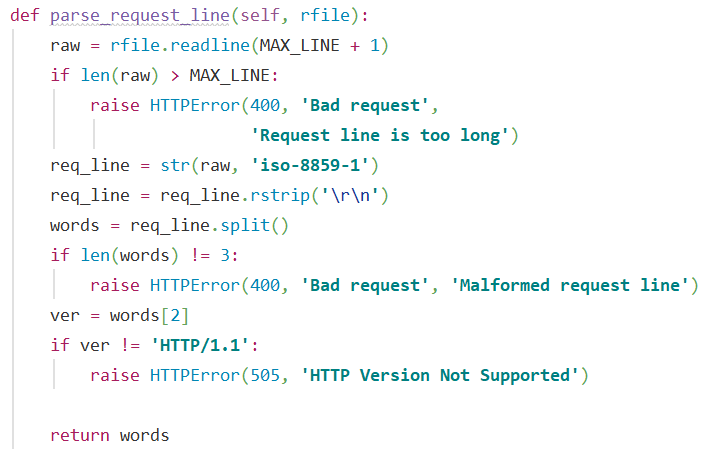 def parse_request_line(self, rfile):
    raw = rfile.readline(MAX_LINE + 1)
    if len(raw) > MAX_LINE:
        raise HTTPError(400, 'Bad request',
                        'Request line is too long')
    req_line = str(raw, 'iso-8859-1')
    req_line = req_line.rstrip('\r\n')
    words = req_line.split()
    if len(words) != 3:
        raise HTTPError(400, 'Bad request', 'Malformed request line')
    ver = words[2]
    if ver != 'HTTP/1.1':
        raise HTTPError(505, 'HTTP Version Not Supported')

    return words